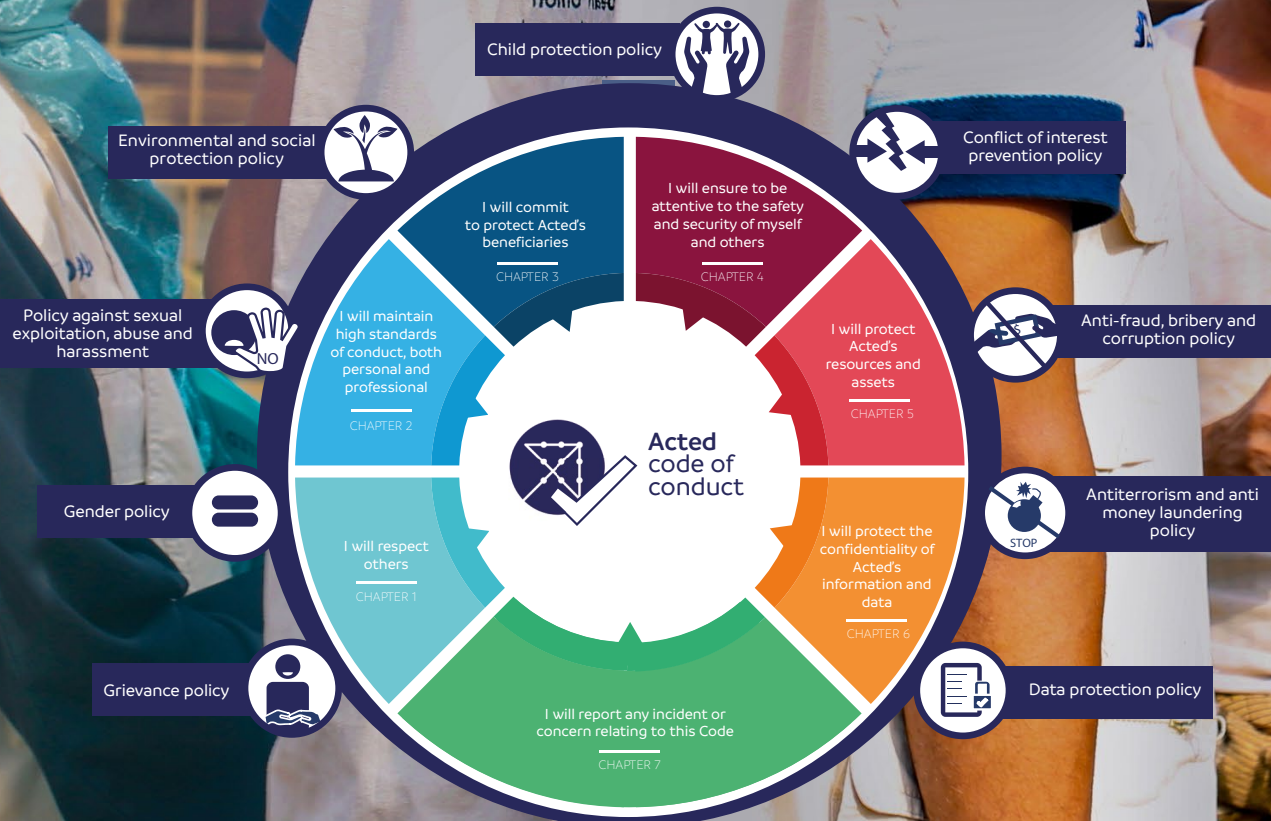 Child protection policy
Environmental and social
protection policy
Conflict of interest
prevention policy
I will commit
to protect Acted's
beneficiaries
CHAPTER 3
I will ensure to be
attentive to the safety
and security of myself
and others
CHAPTER 4
Policy against sexual
exploitation, abuse and
harassment
NO
I will maintain
high standards
of conduct, both
personal and
professional
CHAPTER 2
I will protect
Acted's
resources and
assets
CHAPTER 5
$
Anti-fraud, bribery and
corruption policy
Acted
code of
conduct
Gender policy
I will respect
others
CHAPTER 1
I will protect the
confidentiality of
Acted's
information and
data
CHAPTER 6
STOP
Antiterrorism and anti
money laundering
policy
Grievance policy
I will report any incident or
concern relating to this Code
CHAPTER 7
Data protection policy